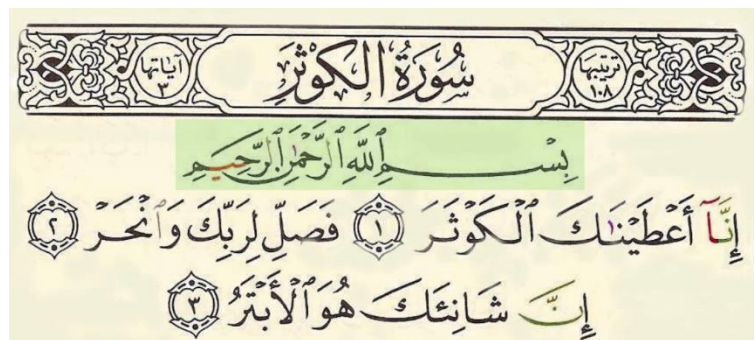 ترتيبها ١٠٨ سُورَةُ الكَوْثَرِ آياتها ٣
بِسْمِ ٱللَّهِ ٱلرَّحْمَٰنِ ٱلرَّحِيمِ
إِنَّآ أَعْطَيْنَٰكَ ٱلْكَوْثَرَ ١ فَصَلِّ لِرَبِّكَ وَٱنْحَرْ ٢
إِنَّ شَانِئَكَ هُوَ ٱلْأَبْتَرُ ٣